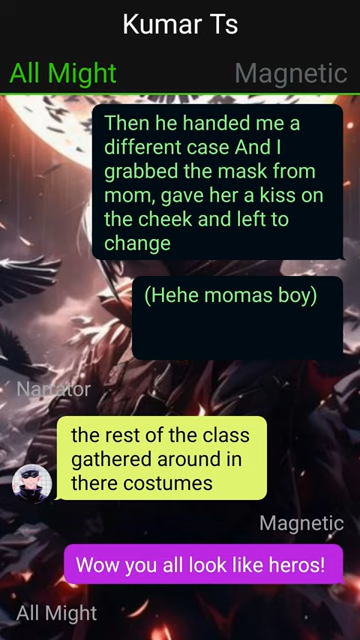 Kumar Ts
All Might
Magnetic
Then he handed me a
different case And I
grabbed the mask from
mom, gave her a kiss on
the cheek and left to
change
(Hehe momas boy)
Narrator
the rest of the class
gathered around in
there costumes
Magnetic
Wow you all look like heros!
All Might